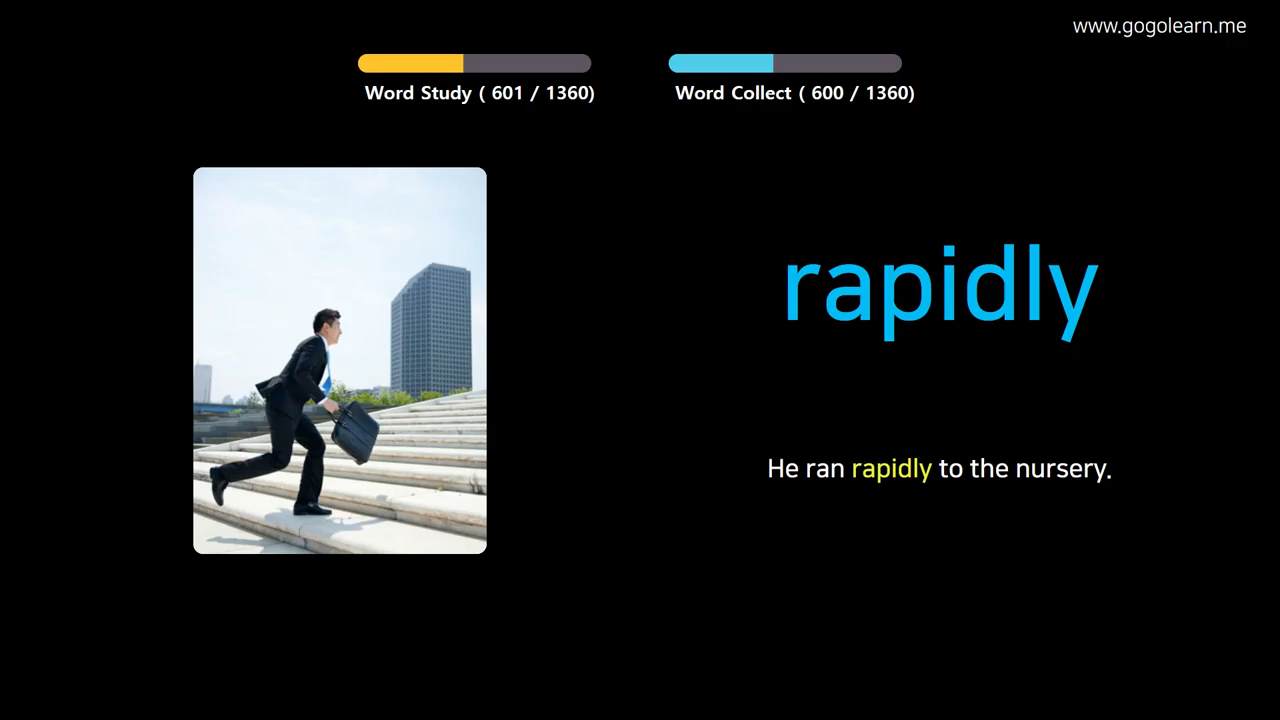 www.gogolearn.me
Word Study ( 601 / 1360)
Word Collect ( 600 / 1360)
rapidly
He ran rapidly to the nursery.